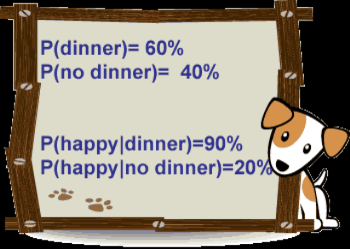 P(dinner)= 60%
P(no dinner)= 40%
P(happy|dinner)=90%
P(happy|no dinner)=20%